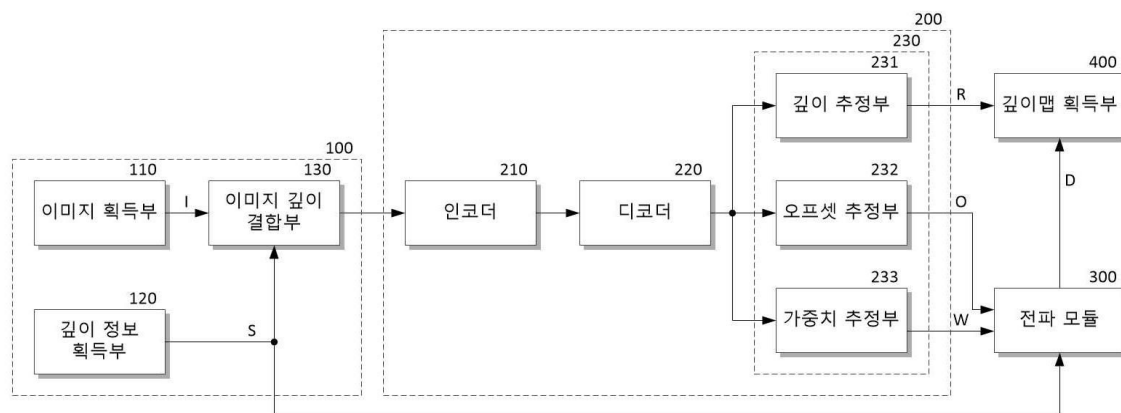 200
230
231
400
깊이 추정부
R
깊이맵 획득부
100
110
130
210
220
232
D
이미지 획득부
I
이미지 깊이
결합부
인코더
디코더
오프셋 추정부
O
120
233
300
깊이 정보
획득부
S
가중치 추정부
W
전파 모듈